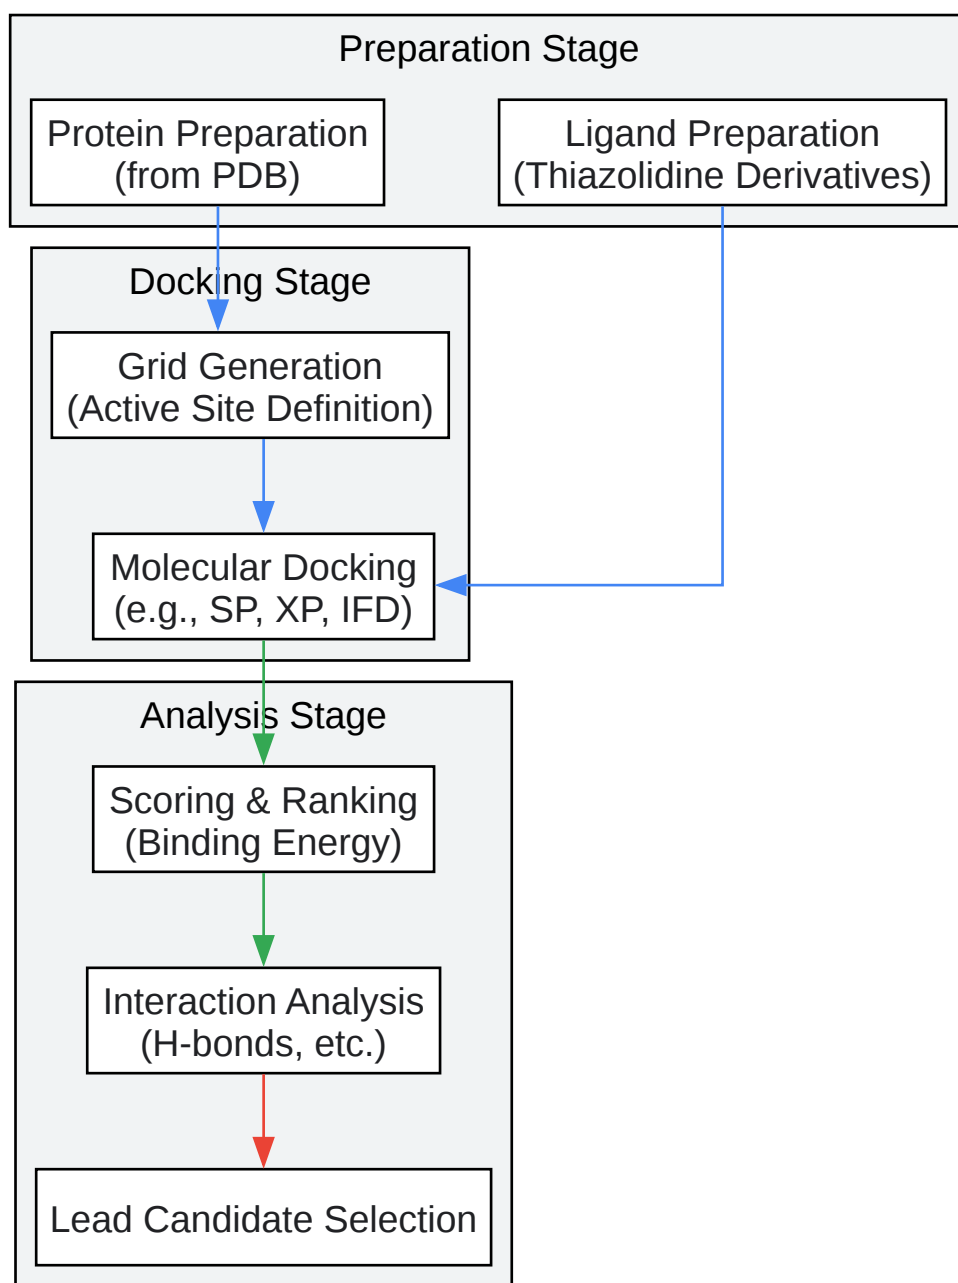 Preparation Stage
Protein Preparation
(from PDB)
Ligand Preparation
(Thiazolidine Derivatives)
Docking Stage
Grid Generation
(Active Site Definition)
Molecular Docking
(e.g., SP, XP, IFD)
Analysis Stage
Scoring & Ranking
(Binding Energy)
Interaction Analysis
(H-bonds, etc.)
Lead Candidate Selection